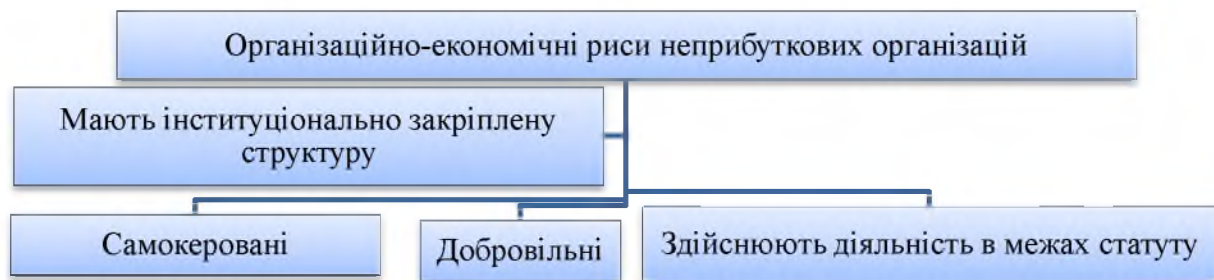 Організаційно-економічні риси неприбуткових організацій
Мають інституціонально закріплену
структуру
Самокеровані
Добровільні
Здійснюють діяльність в межах статуту